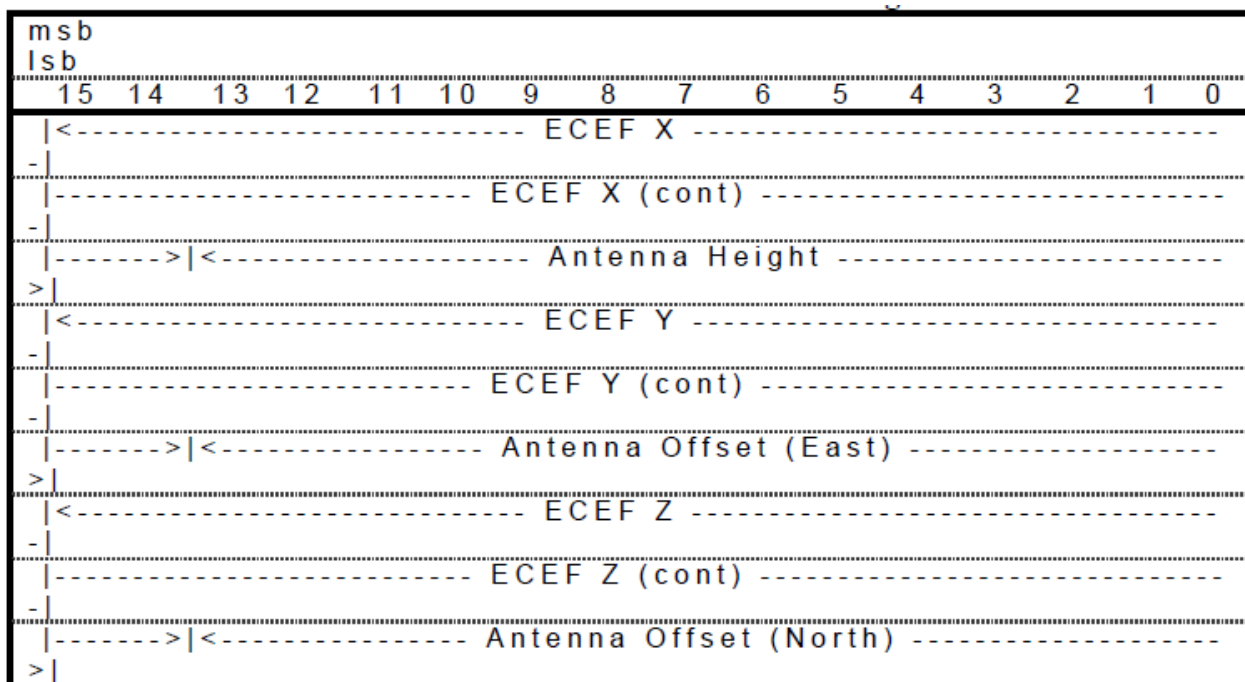 msb
lsb
15 14 13 12 11 10 9 8 7 6 5 4 3 2 1 0
|<----------------------------- ECEF X ----------------------------------
-|
|--------------------------- ECEF X (cont) ------------------------------
-|
|------->|<-------------------- Antenna Height -------------------------
>|
|<----------------------------- ECEF Y ----------------------------------
-|
|--------------------------- ECEF Y (cont) ------------------------------
-|
|------->|<----------------- Antenna Offset (East) --------------------
>|
|<----------------------------- ECEF Z ----------------------------------
-|
|--------------------------- ECEF Z (cont) ------------------------------
-|
|------->|<---------------- Antenna Offset (North) --------------------
>|